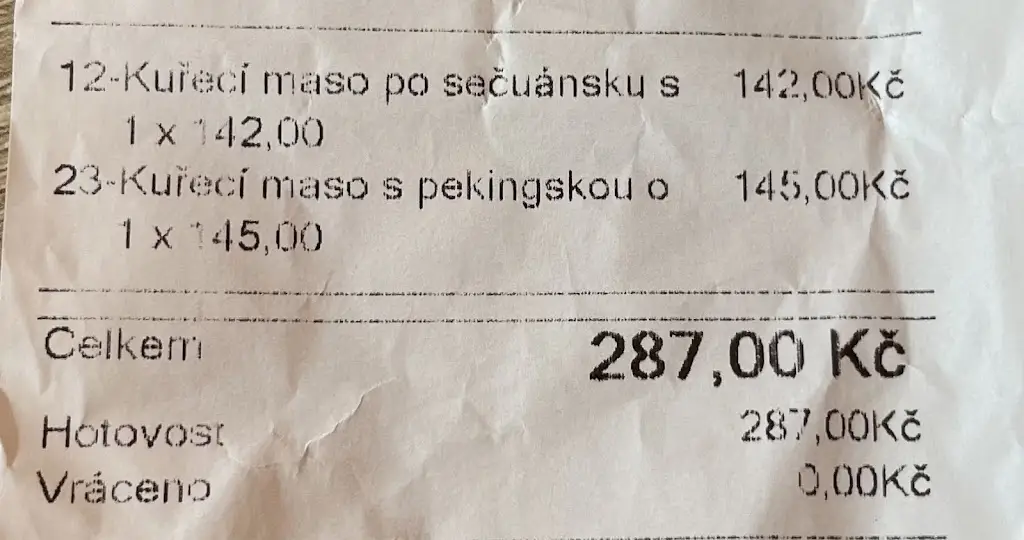 12-Kuřecí maso po sečuánsku s 142,00Kč
1 x 142,00
23-Kuřecí maso s pekingskou o 145,00Kč
1 x 145,00
Celkem 287,00 Kč
Hotovost 287,00Kč
Vráceno 0,00Kč